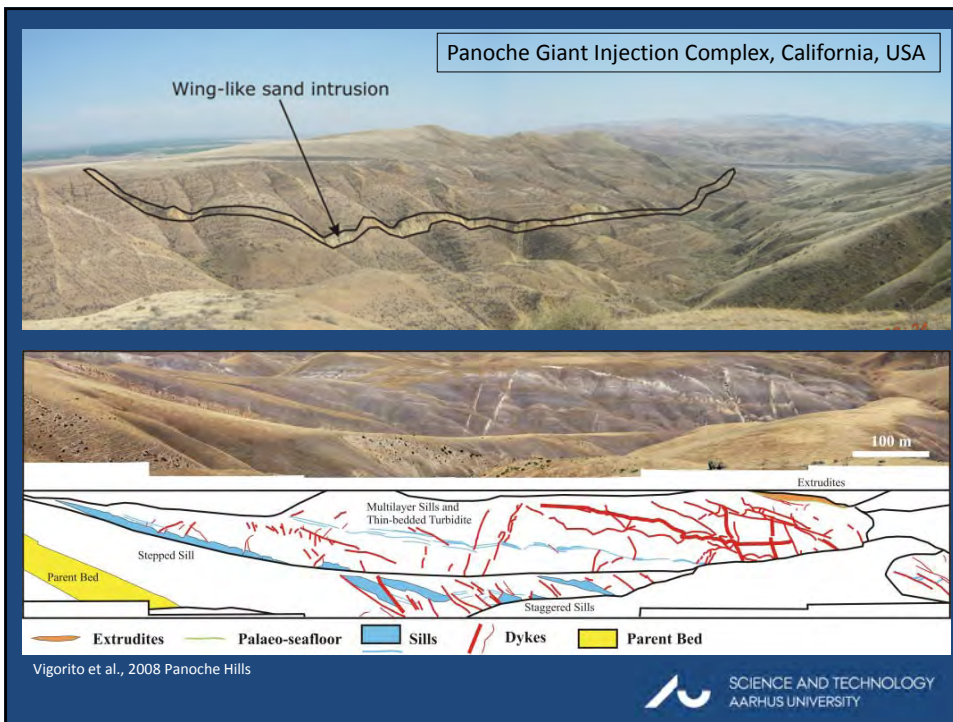 Panoche Giant Injection Complex, California, USA
Wing-like sand intrusion
100 m
Extrudites
Multilayer Sills and
Thin-bedded Turbidite
Stepped Sill
Parent Bed
Staggered Sills
Extrudites
Palaeo-seafloor
Sills
Dykes
Parent Bed
Vigorito et al., 2008 Panoche Hills
SCIENCE AND TECHNOLOGY
AARHUS UNIVERSITY